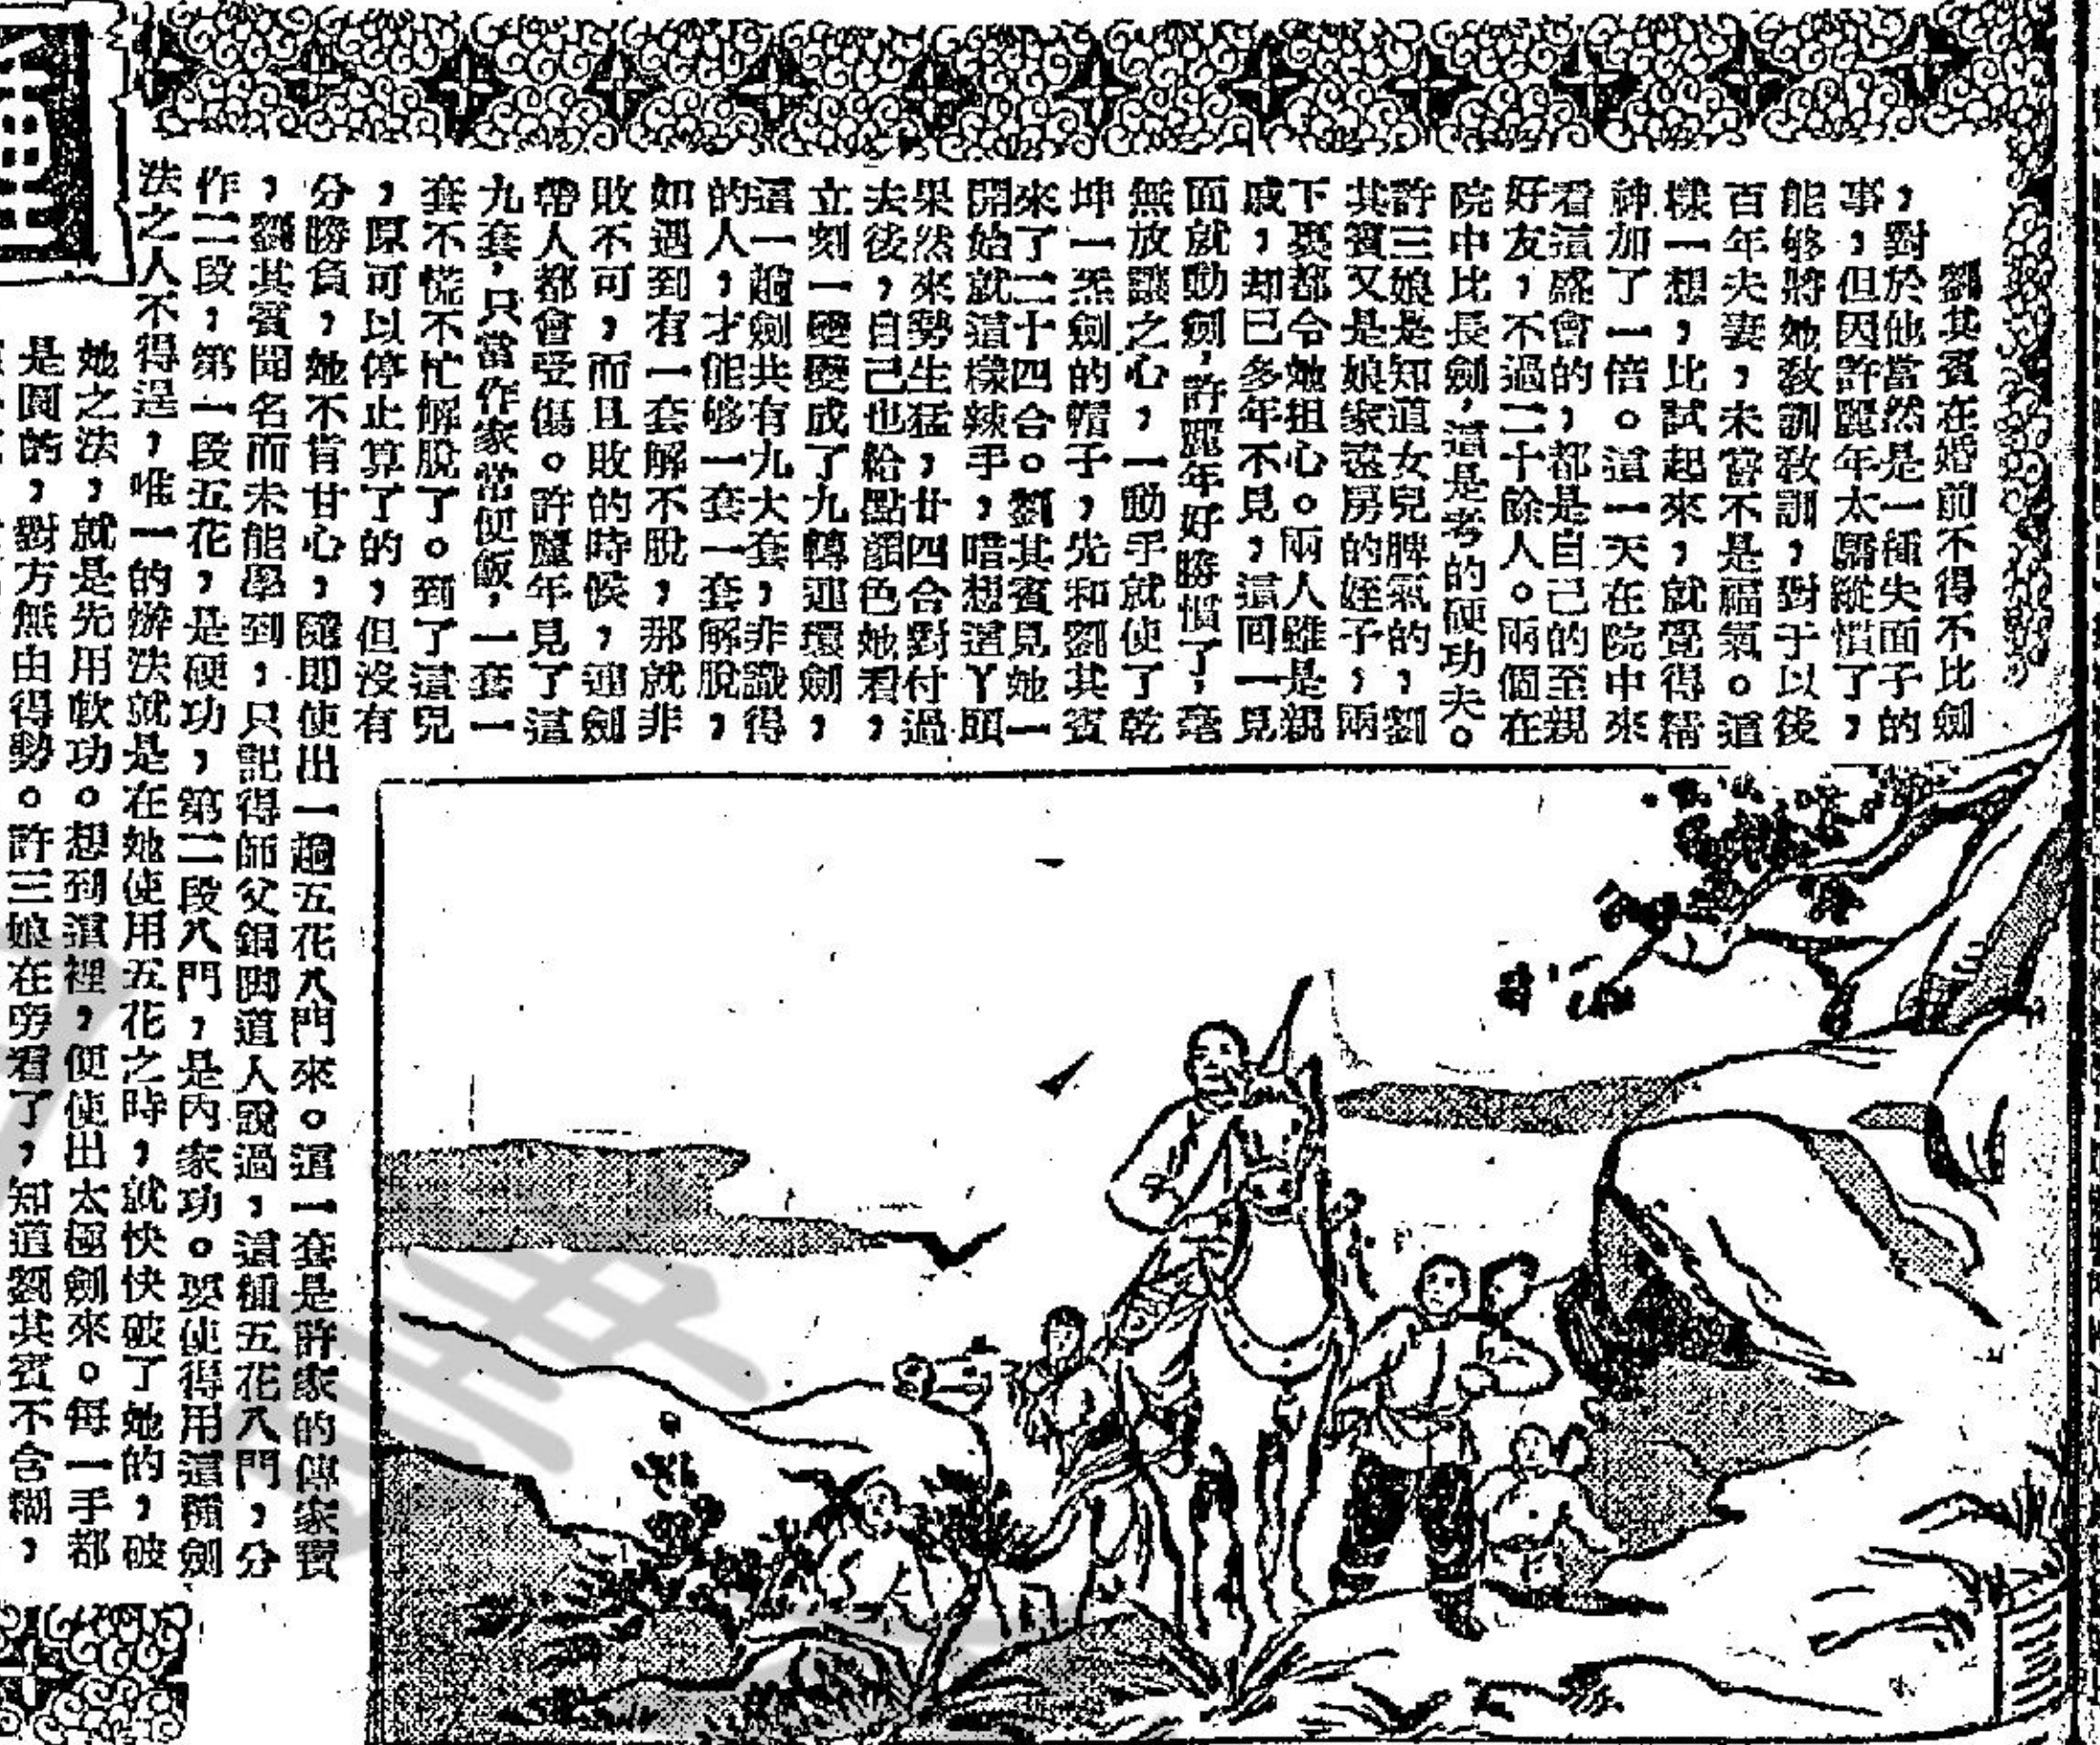 劉其賓在婚前不得不比劍
，對於他當然是一種失面子的
事，但因許麗年太驕縱慣了，
能够將她敎訓敎訓，對于以後
百年夫妻，未嘗不是福氣。這
樣一想，比試起來，就覺得精
神加了一倍。這一天在院中來
看這盛會的，都是自己的至親
好友，不過二十餘人。兩個在
院中比長劍，這是考的硬功夫。
許三娘是知道女兒脾氣的，劉
其賓又是娘家遠房的姪子，兩
下裏都令她担心。兩人雖是親
戚，却已多年不見，這回一見
面就動劍，許麗年好勝慣了，毫
無放讓之心，一動手就使了乾
坤一炁劍的帽子，先和劉其賓
來了二十四合。劉其賓見她一
開始就這樣辣手，暗想這丫頭
果然來勢生猛，廿四合對付過
去後，自己也給點顏色她看，
立刻一變變成了九轉連環劍，
這一趟劍共有九大套，非識得
的人，才能够一套一套解脫，
如遇到有一套解不脫，那就非
敗不可，而且敗的時候，連劍
帶人都會受傷。許麗年見了這
九套，只當作家常便飯，一套一
套不慌不忙解脫了。到了這兒
，原可以停止算了的，但沒有
分勝負，她不肯甘心，隨即使出一趟五花八門來。這一套是許家的傳家寶
，劉其賓聞名而未能學到，只記得師父銅脚道人說過，這種五花八門，分
作二段，第一段五花，是硬功，第二段八門，是內家功。要使得用這種劍
法之人不得逞，唯一的辦法就是在她使用五花之時，就快快破了她的，破
她之法，就是先用軟功。想到這裡，便使出太極劍來。每一手都
是圓的，對方無由得勢。許三娘在旁看了，知道劉其賓不含糊，